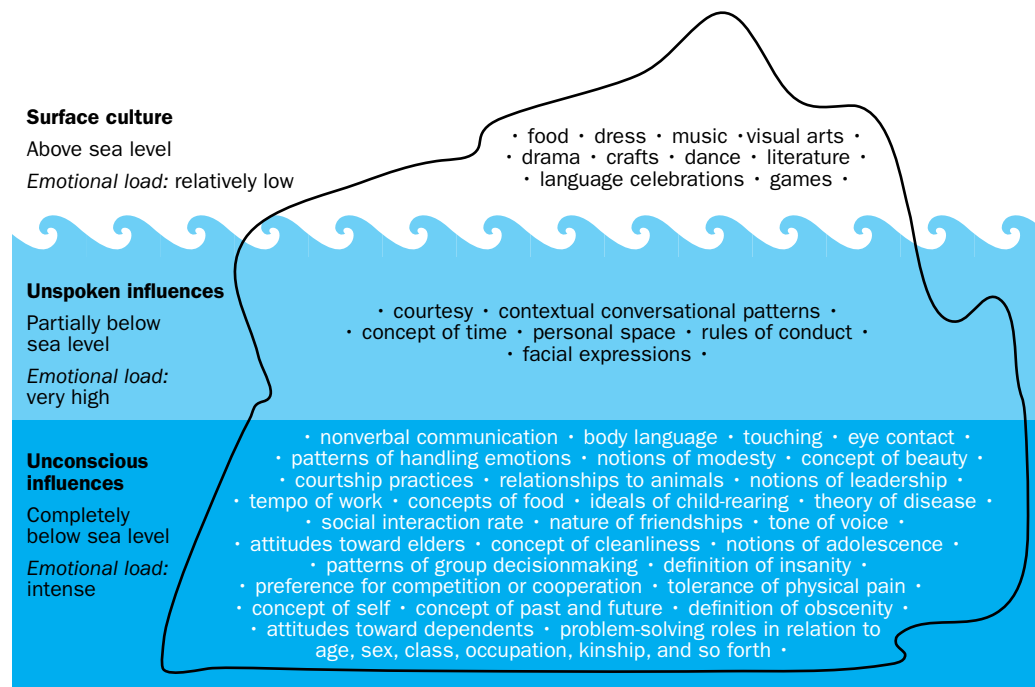 Surface culture
Above sea level
Emotional load: relatively low
· food · dress · music ·visual arts ·
· drama · crafts · dance · literature ·
· language celebrations · games ·
Unspoken influences
Partially below
sea level
Emotional load:
very high
· courtesy · contextual conversational patterns ·
· concept of time · personal space · rules of conduct ·
· facial expressions ·
Unconscious
influences
Completely
below sea level
Emotional load:
intense
· nonverbal communication · body language · touching · eye contact ·
· patterns of handling emotions · notions of modesty · concept of beauty ·
· courtship practices · relationships to animals · notions of leadership ·
· tempo of work · concepts of food · ideals of child-rearing · theory of disease ·
· social interaction rate · nature of friendships · tone of voice ·
· attitudes toward elders · concept of cleanliness · notions of adolescence ·
· patterns of group decisionmaking · definition of insanity ·
· preference for competition or cooperation · tolerance of physical pain ·
· concept of self · concept of past and future · definition of obscenity ·
· attitudes toward dependents · problem-solving roles in relation to
age, sex, class, occupation, kinship, and so forth ·